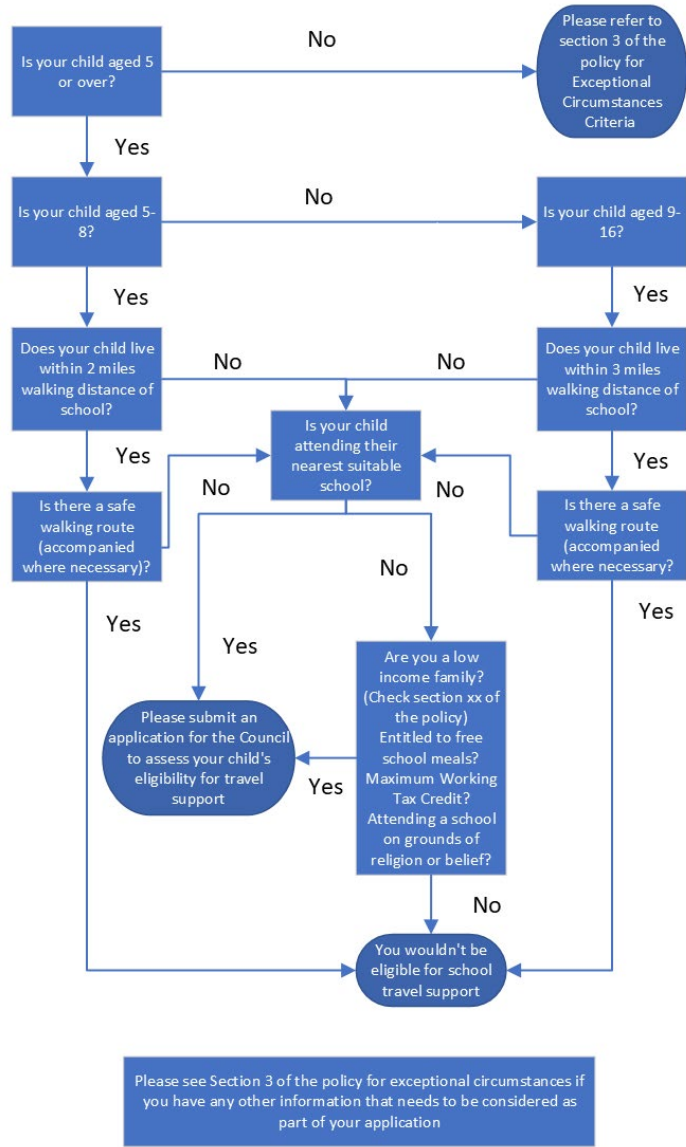 Is your child aged 5
or over?
No
Please refer to
section 3 of the
policy for
Exceptional
Circumstances
Criteria
Yes
Is your child aged 5-
8?
No
Is your child aged 9-
16?
Yes
Yes
Does your child live
within 2 miles
walking distance of
school?
No
No
Does your child live
within 3 miles
walking distance of
school?
Is your child
attending their
nearest suitable
school?
Yes
Yes
Is there a safe
walking route
(accompanied
where necessary)?
No
No
Is there a safe
walking route
(accompanied
where necessary?
No
Yes
Yes
Yes
Are you a low
income family?
(Check section xx of
the policy)
Entitled to free
school meals?
Maximum Working
Tax Credit?
Attending a school
on grounds of
religion or belief?
Please submit an
application for the Council
to assess your child's
eligibility for travel
support
Yes
No
You wouldn't be
eligible for school
travel support
Please see Section 3 of the policy for exceptional circumstances if
you have any other information that needs to be considered as
part of your application